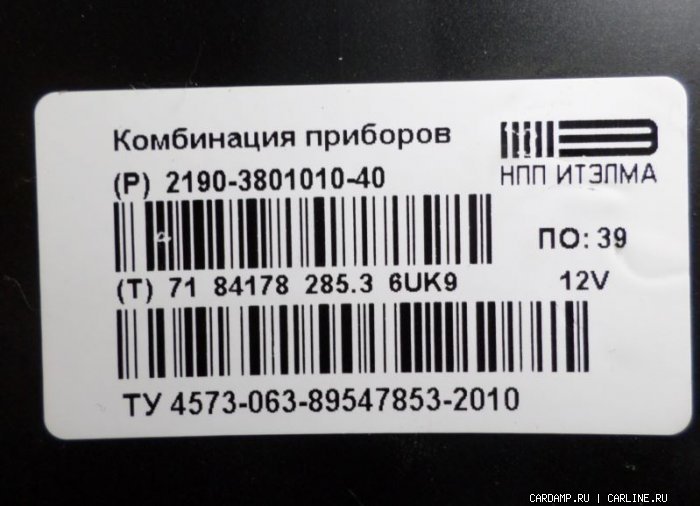 Комбинация приборов
НПП ИТЭЛМА
(P) 2190-3801010-40
ПО: 39
(T) 71 84178 285.3 6UK9
12V
ТУ 4573-063-89547853-2010
CARDAMP.RU | CARLINE.RU